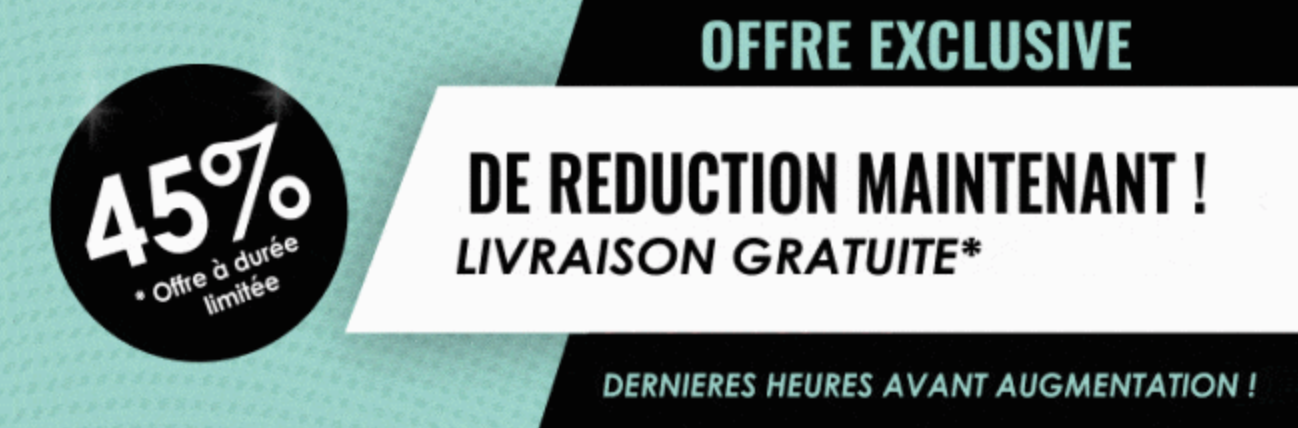 OFFRE EXCLUSIVE
45%
* Offre à durée
limitée
DE REDUCTION MAINTENANT !
LIVRAISON GRATUITE*
DERNIERES HEURES AVANT AUGMENTATION !